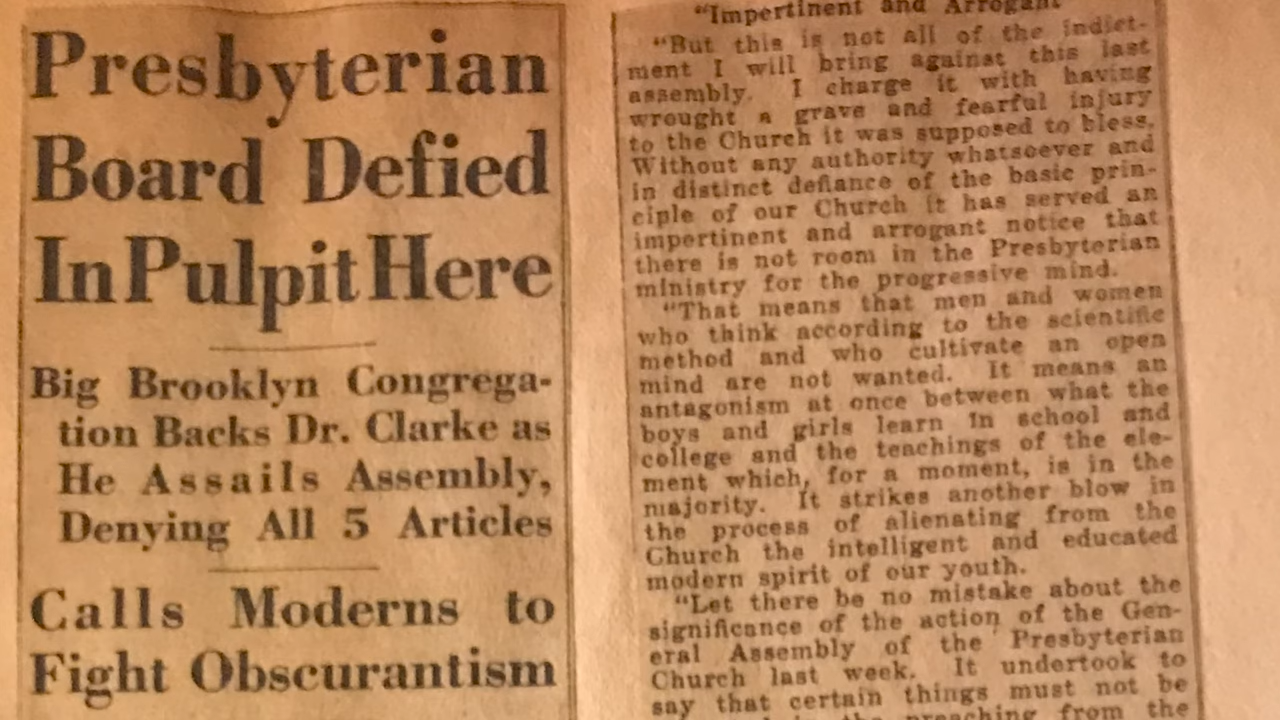 Presbyterian
Board Defied
In Pulpit Here
Big Brooklyn Congrega-
tion Backs Dr. Clarke as
He Assails Assembly,
Denying All 5 Articles
Calls Moderns to
Fight Obscurantism
"Impertinent and Arrogant"
"But this is not all of the indict-
ment I will bring against this last
assembly. I charge it with having
wrought a grave and fearful injury
to the Church it was supposed to bless.
Without any authority whatsoever and
in distinct defiance of the basic prin-
ciple of our Church it has served an
impertinent and arrogant notice that
there is not room in the Presbyterian
ministry for the progressive mind.
"That means that men and women
who think according to the scientific
method and who cultivate an open
mind are not wanted. It means an
antagonism at once between what the
boys and girls learn in school and
college and the teachings of the ele-
ment which, for a moment, is in the
majority. It strikes another blow in
the process of alienating from the
Church the intelligent and educated
modern spirit of our youth.
"Let there be no mistake about the
significance of the action of the Gen-
eral Assembly of the Presbyterian
Church last week. It undertook to
say that certain things must not be
the preaching from the